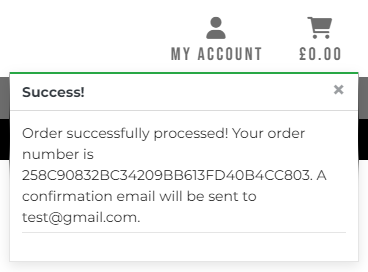 MY ACCOUNT
£0.00
Success!
×
Order successfully processed! Your order
number is
258C90832BC34209BB613FD40B4CC803. A
confirmation email will be sent to
test@gmail.com.